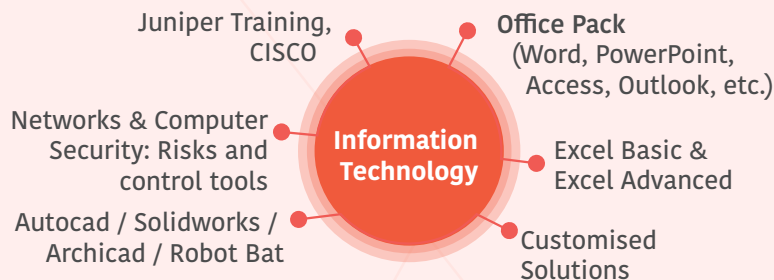 Juniper Training,
CISCO
Office Pack
(Word, PowerPoint,
Access, Outlook, etc.)
Networks & Computer
Security: Risks and
control tools
Information
Technology
Excel Basic &
Excel Advanced
Autocad / Solidworks /
Archicad / Robot Bat
Customised
Solutions